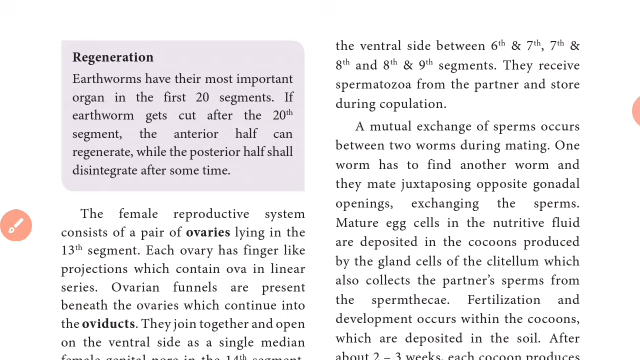 Regeneration
Earthworms have their most important
organ in the first 20 segments. If
earthworm gets cut after the 20th
segment, the anterior half can
regenerate, while the posterior half shall
disintegrate after some time.
The female reproductive system
consists of a pair of ovaries lying in the
13th segment. Each ovary has finger like
projections which contain ova in linear
series. Ovarian funnels are present
beneath the ovaries which continue into
the oviducts. They join together and open
on the ventral side as a single median
female genital pore in the 14th segment.
the ventral side between 6th & 7th, 7th &
8th and 8th & 9th segments. They receive
spermatozoa from the partner and store
during copulation.
A mutual exchange of sperms occurs
between two worms during mating. One
worm has to find another worm and
they mate juxtaposing opposite gonadal
openings, exchanging the sperms.
Mature egg cells in the nutritive fluid
are deposited in the cocoons produced
by the gland cells of the clitellum which
also collects the partner's sperms from
the spermthecae. Fertilization and
development occurs within the cocoons,
which are deposited in the soil. After
about 2 – 3 weeks, each cocoon produces